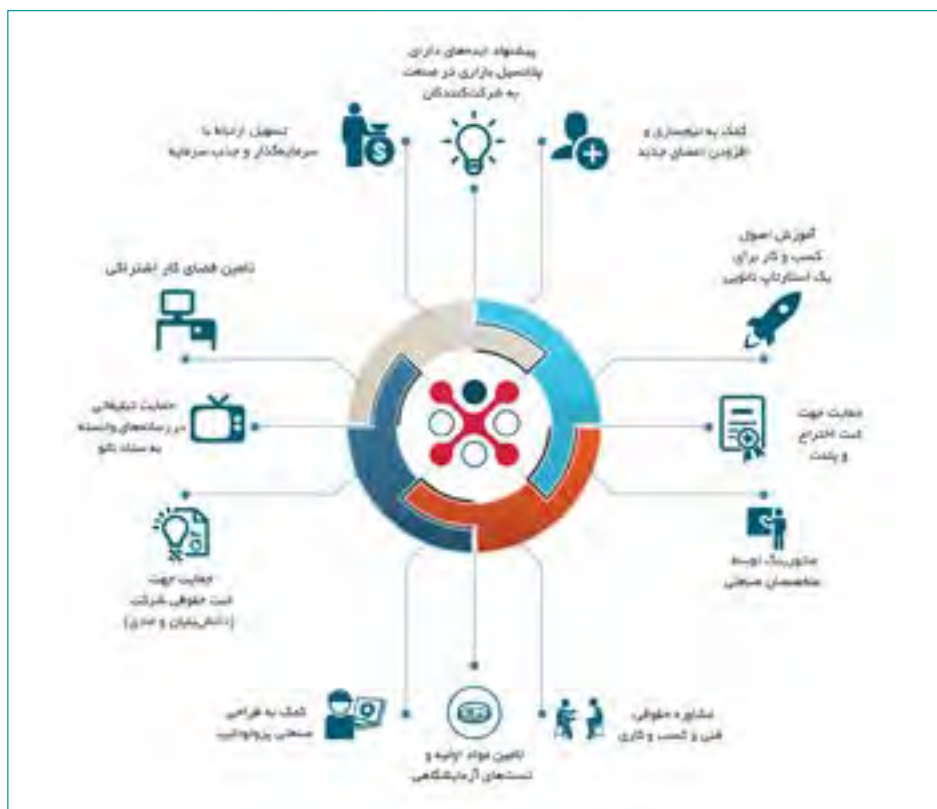 پیشنهاد ایده‌های دارای
پتانسیل بازاری در صنعت
به شرکت‌کنندگان
کمک به تیم‌سازی و
افزودن اعضای جدید
تسهیل ارتباط با
سرمایه‌گذار و جذب سرمایه
آموزش اصول
کسب و کار برای
یک استارتاپ نانویی
تامین فضای کار اشتراکی
حمایت جهت
ثبت اختراع
و پتنت
حمایت تبلیغاتی
در رسانه‌های وابسته
به ستاد نانو
منتورینگ توسط
متخصصان صنعتی
حمایت جهت
ثبت حقوقی شرکت
(دانش‌بنیان و عادی)
مشاوره حقوقی،
فنی و کسب و کاری
تامین مواد اولیه و
تست‌های آزمایشگاهی
کمک به طراحی
صنعتی پروتوتایپ